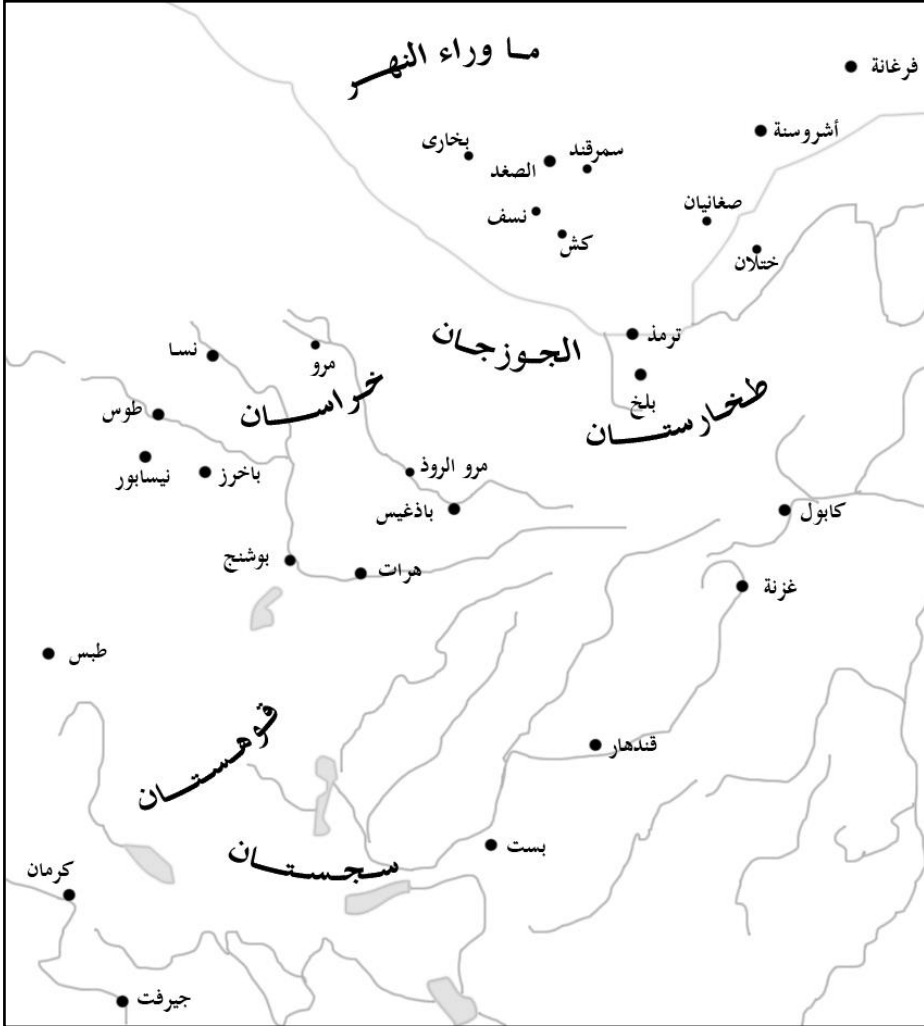 ما وراء النهر
فرغانة
أشروسنة
بخارى
سمرقند
الصغد
صغانيان
نسف
كش
ختلان
ترمذ
الجوزجان
نسا
مرو
بلخ
خراسان
طخارستان
طوس
نيسابور
باخرز
مرو الروذ
باذغيس
كابول
بوشنج
هرات
غزنة
طبس
قوهستان
قندهار
بست
سجستان
كرمان
جيرفت